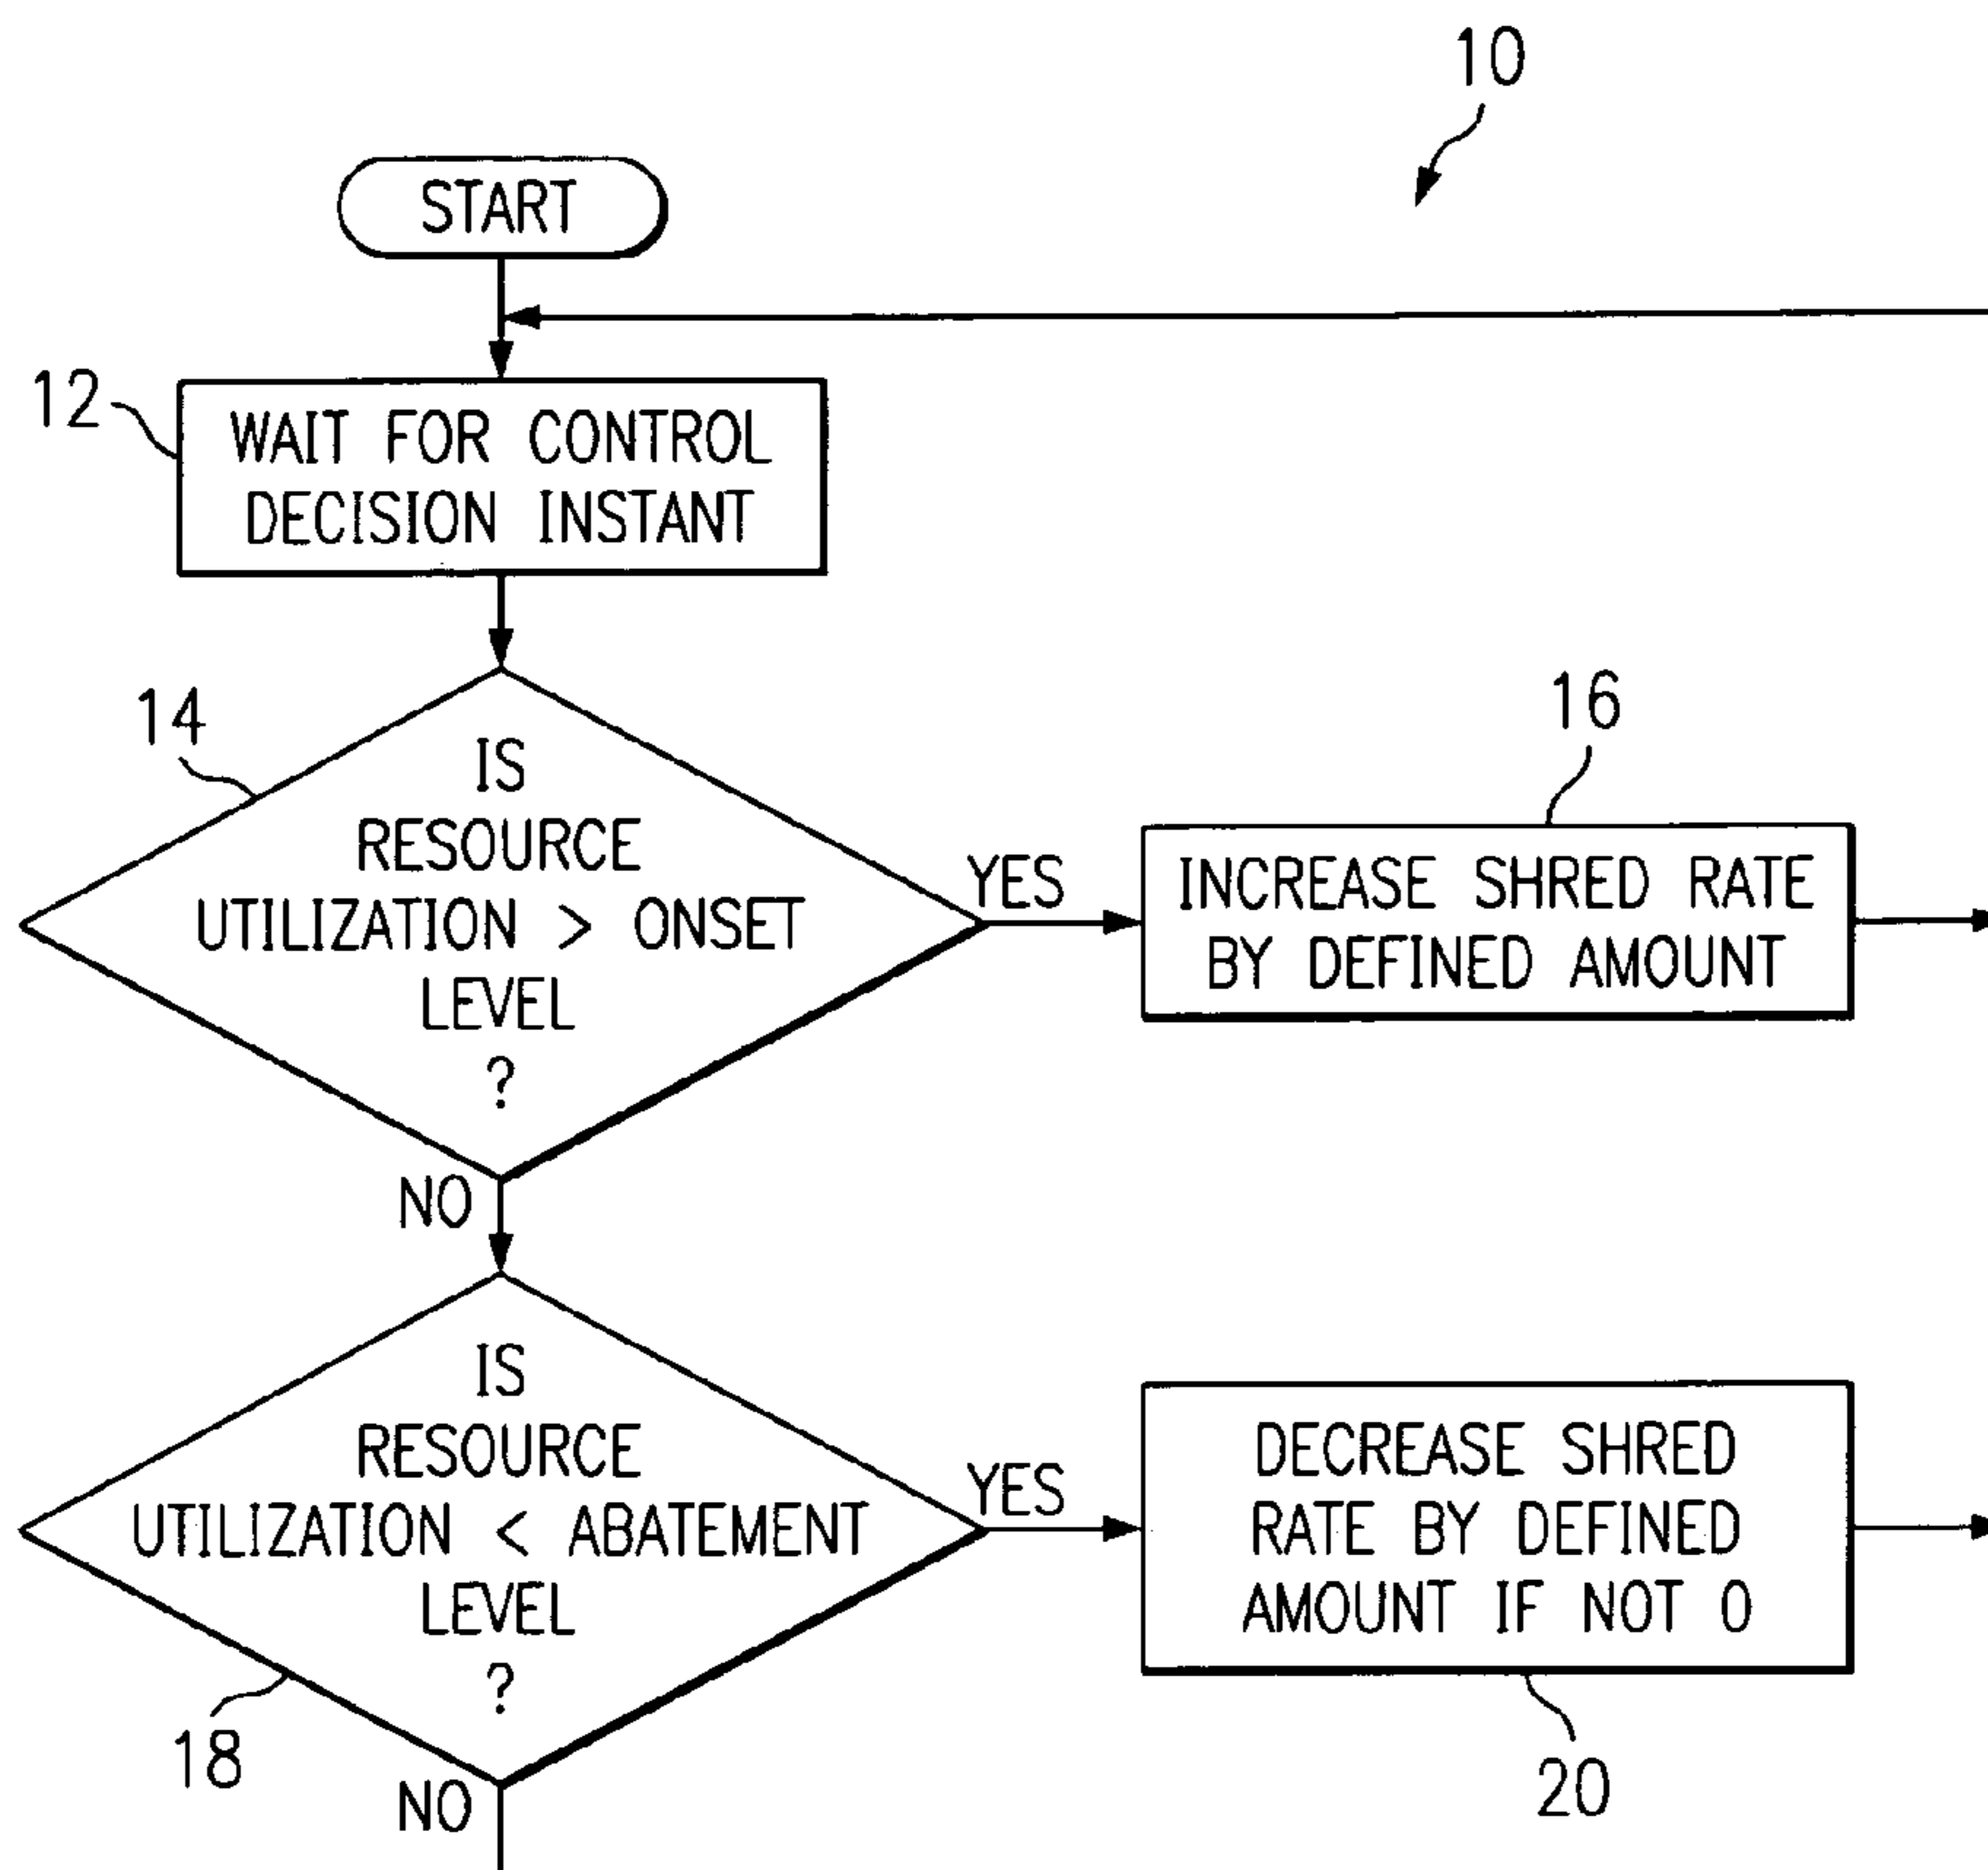 10
START
12
WAIT FOR CONTROL
DECISION INSTANT
14
IS
RESOURCE
UTILIZATION > ONSET
LEVEL
?
YES
NO
16
INCREASE SHRED RATE
BY DEFINED AMOUNT
IS
RESOURCE
UTILIZATION < ABATEMENT
LEVEL
?
18
YES
NO
DECREASE SHRED
RATE BY DEFINED
AMOUNT IF NOT 0
20